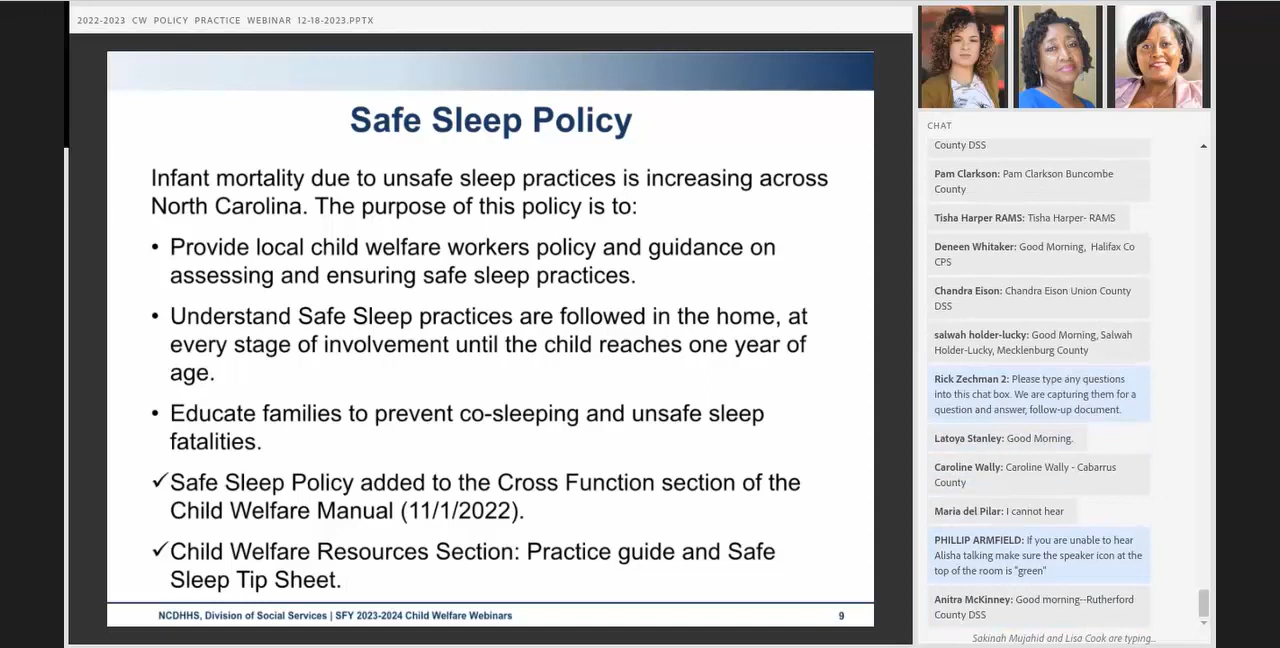 2022-2023 CW POLICY PRACTICE WEBINAR 12-18-2023.PPTX
Safe Sleep Policy
Infant mortality due to unsafe sleep practices is increasing across
North Carolina. The purpose of this policy is to:
• Provide local child welfare workers policy and guidance on
assessing and ensuring safe sleep practices.
• Understand Safe Sleep practices are followed in the home, at
every stage of involvement until the child reaches one year of
age.
• Educate families to prevent co-sleeping and unsafe sleep
fatalities.
✓Safe Sleep Policy added to the Cross Function section of the
Child Welfare Manual (11/1/2022).
✓Child Welfare Resources Section: Practice guide and Safe
Sleep Tip Sheet.
NCDHHS, Division of Social Services | SFY 2023-2024 Child Welfare Webinars
9
CHAT
County DSS
Pam Clarkson: Pam Clarkson Buncombe
County
Tisha Harper RAMS: Tisha Harper- RAMS
Deneen Whitaker: Good Morning, Halifax Co
CPS
Chandra Eison: Chandra Eison Union County
DSS
salwah holder-lucky: Good Morning, Salwah
Holder-Lucky, Mecklenburg County
Rick Zechman 2: Please type any questions
into this chat box. We are capturing them for a
question and answer, follow-up document.
Latoya Stanley: Good Morning.
Caroline Wally: Caroline Wally - Cabarrus
County
Maria del Pilar: I cannot hear
PHILLIP ARMFIELD: If you are unable to hear
Alisha talking make sure the speaker icon at the
top of the room is "green"
Anitra McKinney: Good morning--Rutherford
County DSS
Sakinah Mujahid and Lisa Cook are typing...